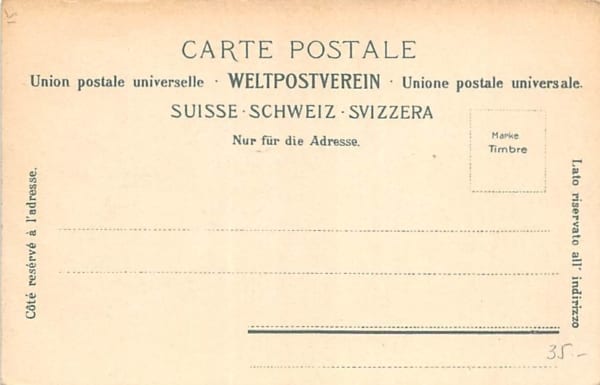 CARTE POSTALE
Union postale universelle · WELTPOSTVEREIN · Unione postale universale.
SUISSE · SCHWEIZ · SVIZZERA
Nur für die Adresse.
Marke
Timbre
Côté resérvé à l'adresse.
Lato riservato all' indirizzo
35.-